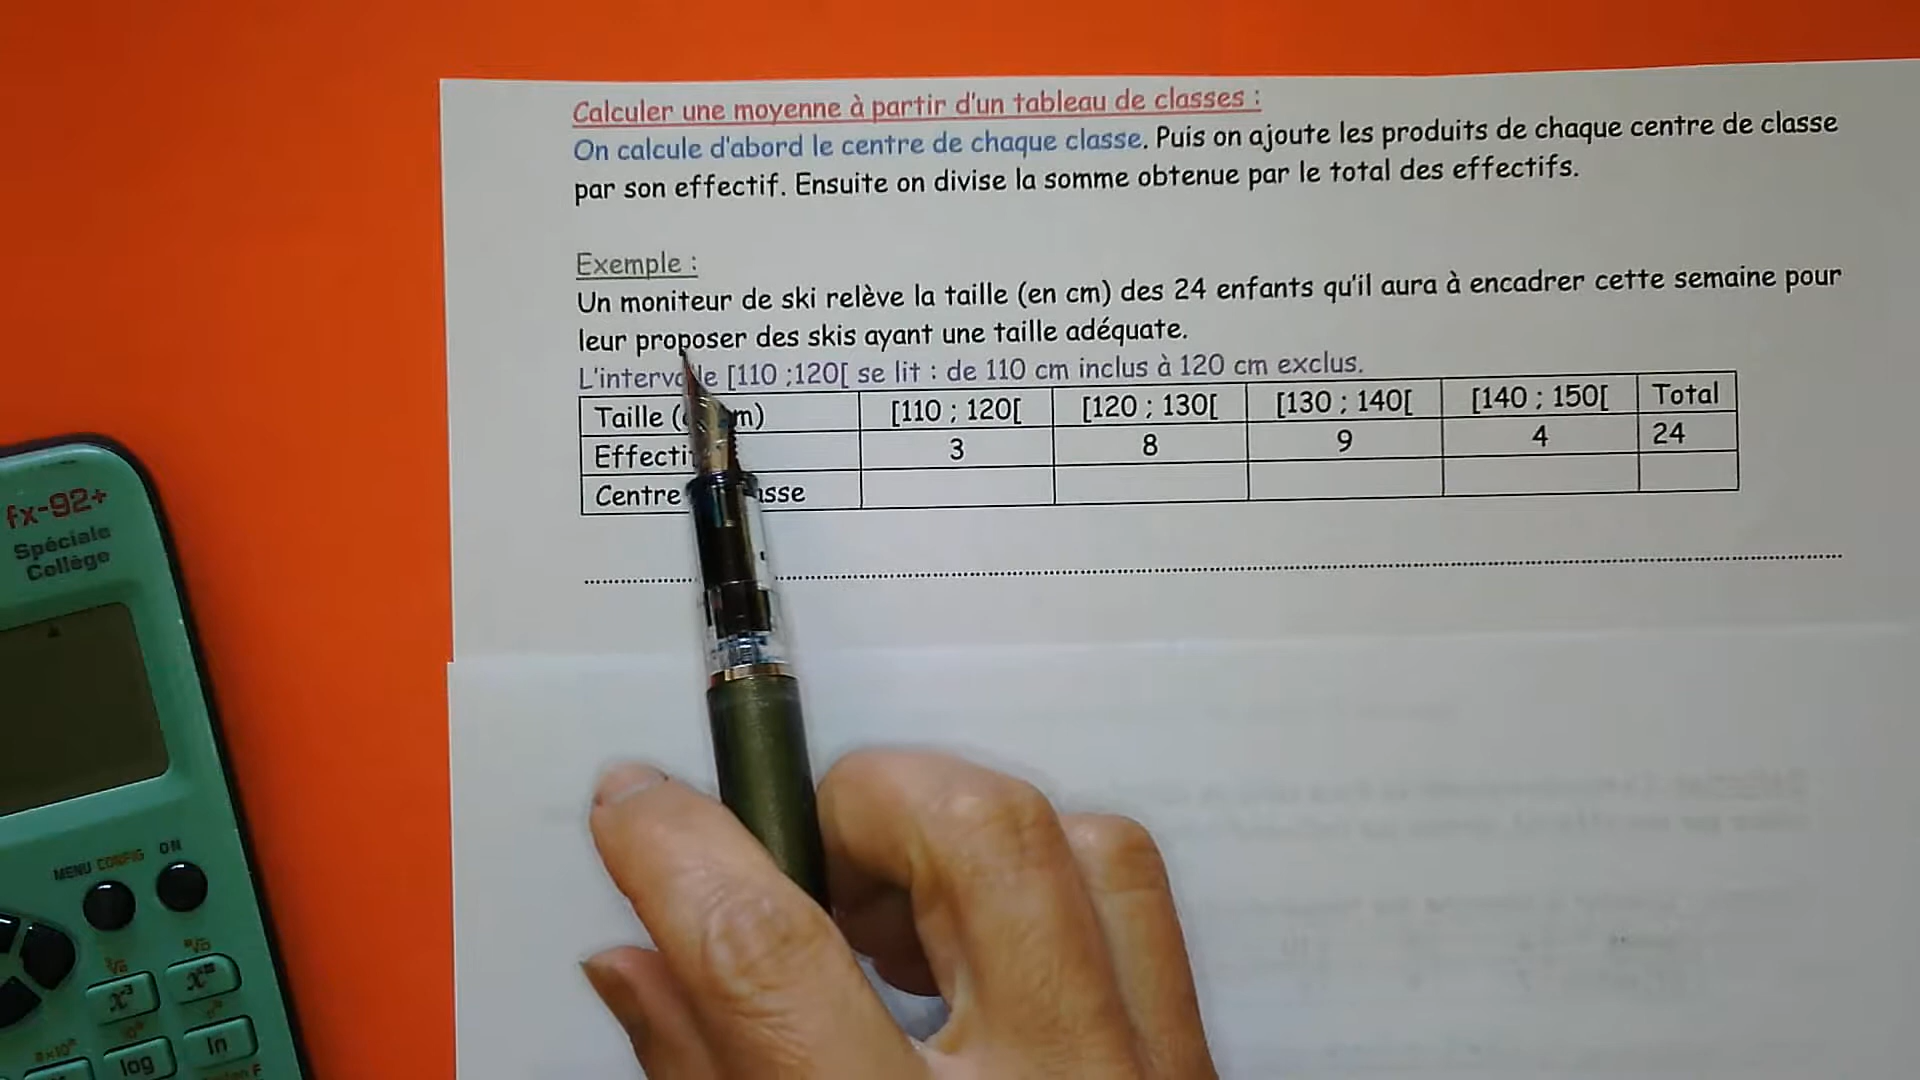 Calculer une moyenne à partir d'un tableau de classes :
On calcule d'abord le centre de chaque classe. Puis on ajoute les produits de chaque centre de classe
par son effectif. Ensuite on divise la somme obtenue par le total des effectifs.
Exemple :
Un moniteur de ski relève la taille (en cm) des 24 enfants qu'il aura à encadrer cette semaine pour
leur proposer des skis ayant une taille adéquate.
[110 ;120[ se lit : de 110 cm inclus à 120 cm exclus.
Taille [110 ; 120[ [120 ; 130[ [130 ; 140[ [140 ; 150[ Total
3 8 9 4 24
Centre
fx-92+
Spéciale
Collège
MENU CONFIG ON
log ln